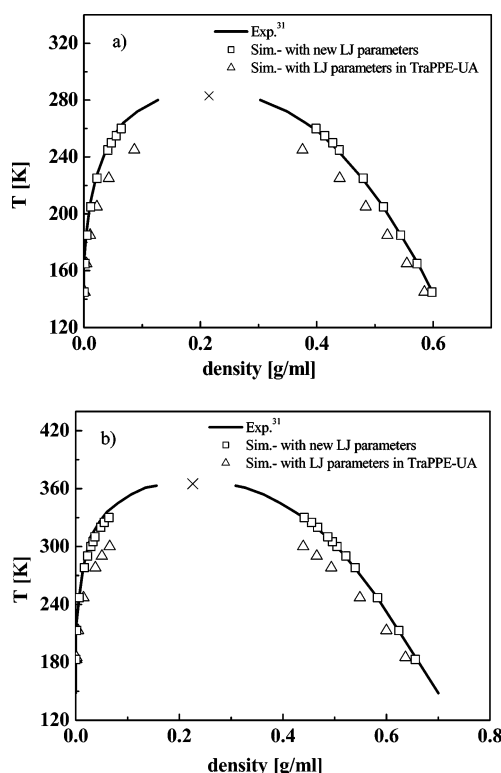 a)
Exp.31
Sim.- with new LJ parameters
Sim.- with LJ parameters in TraPPE-UA
320
280
240
200
160
120
T [K]
0.0 0.2 0.4 0.6
density [g/ml]
b)
Exp.31
Sim.- with new LJ parameters
Sim.- with LJ parameters in TraPPE-UA
420
360
300
240
180
120
T [K]
0.0 0.2 0.4 0.6 0.8
density [g/ml]